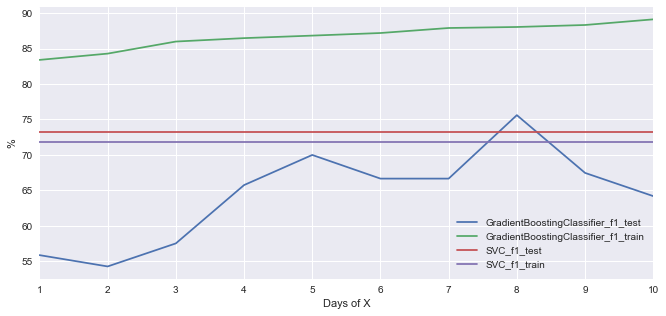 90
85
80
75
70
65
60
55
%
GradientBoostingClassifier_f1_test
GradientBoostingClassifier_f1_train
SVC_f1_test
SVC_f1_train
1 2 3 4 5 6 7 8 9 10
Days of X